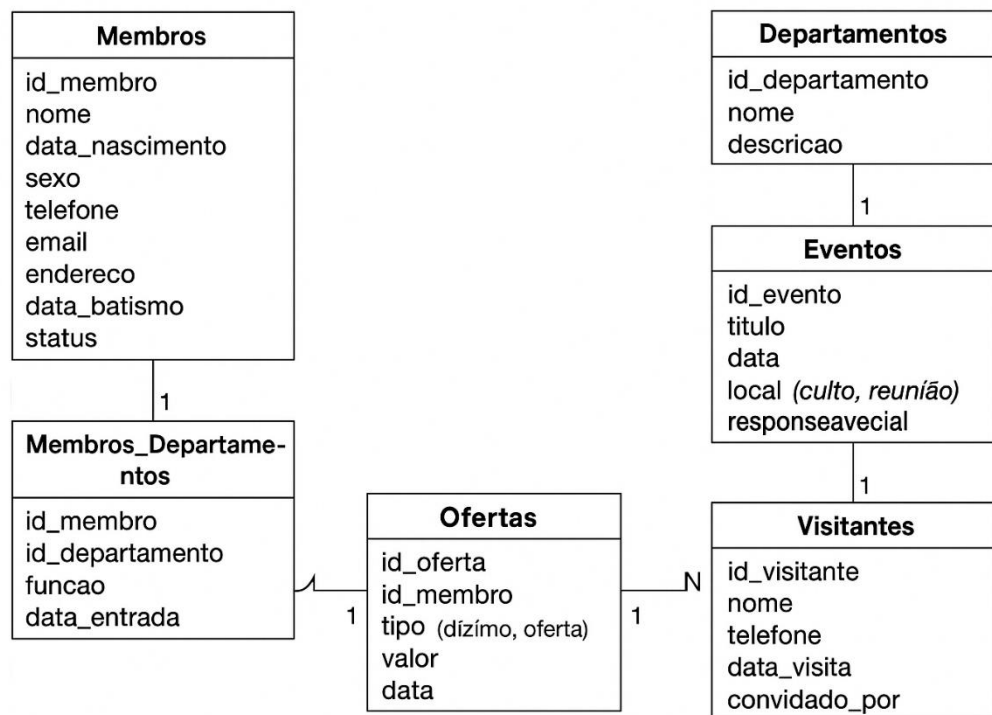 Membros
id_membro
nome
data_nascimento
sexo
telefone
email
endereco
data_batismo
status
1
Membros_Departame-
ntos
id_membro
id_departamento
funcao
data_entrada
1
Ofertas
id_oferta
id_membro
tipo (dízímo, oferta)
valor
data
1
N
Departamentos
id_departamento
nome
descricao
1
Eventos
id_evento
titulo
data
local (culto, reuníão)
responseavecial
1
Visitantes
id_visitante
nome
telefone
data_visita
convidado_por